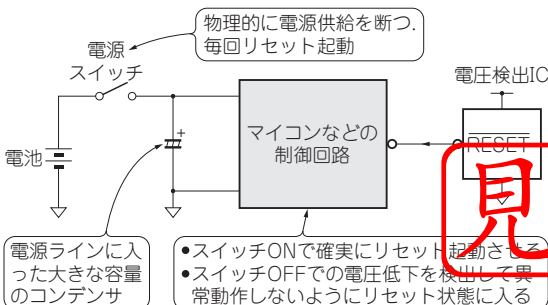 物理的に電源供給を断つ.
毎回リセット起動
電源
スイッチ
電圧検出IC
マイコンなどの
制御回路
RESET
電池
見
電源ラインに入
った大きな容量
のコンデンサ
●スイッチONで確実にリセット起動させる
●スイッチOFFでの電圧低下を検出して異
常動作しないようにリセット状態に入る